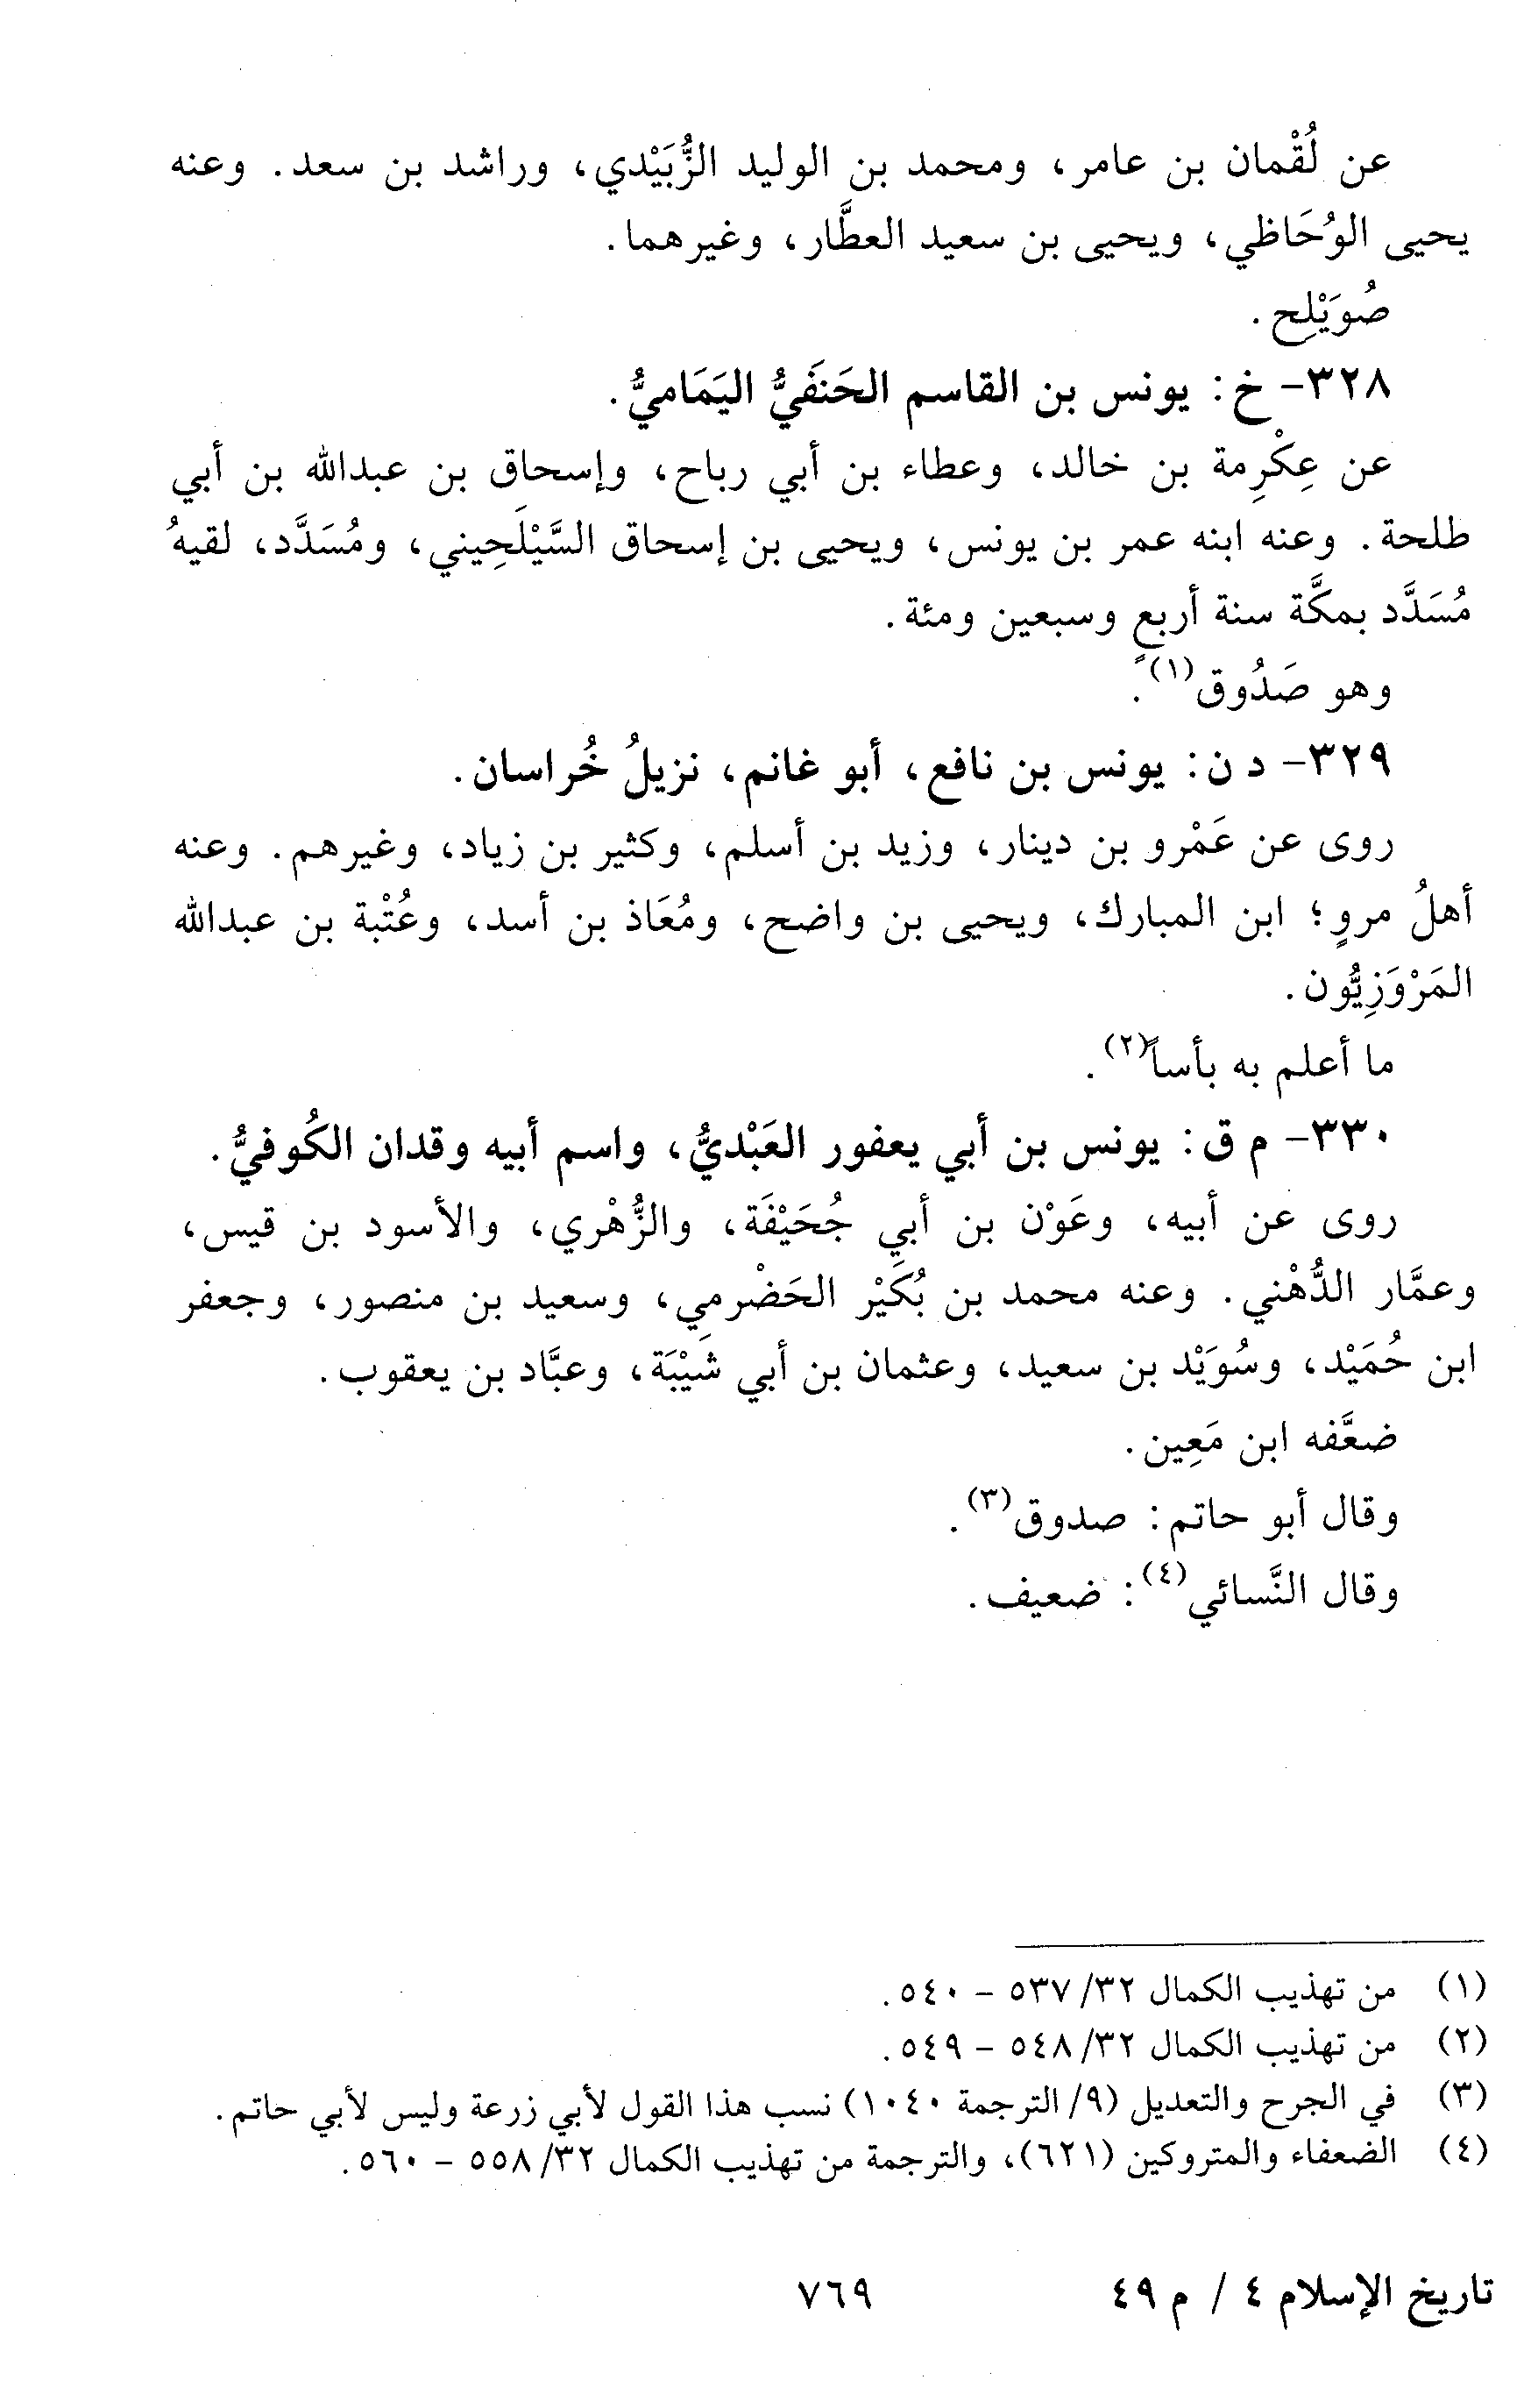 عن لُقْمان بن عامر، ومحمد بن الوليد الزُّبَيْدي، وراشد بن سعد. وعنه
يحيى الوُحَاظي، ويحيى بن سعيد العطَّار، وغيرهما.
صُوَيْلِح.
٣٢٨- خ: يونس بن القاسم الحَنَفيُّ اليَمَاميُّ.
عن عِكْرِمة بن خالد، وعطاء بن أبي رباح، وإسحاق بن عبدالله بن أبي
طلحة. وعنه ابنه عمر بن يونس، ويحيى بن إسحاق السَّيْلَحِيني، ومُسَدَّد، لقيهُ
مُسَدَّد بمكَّة سنة أربعٍ وسبعين ومئة.
وهو صَدُوق(١).
٣٢٩- د ن: يونس بن نافع، أبو غانم، نزيلُ خُراسان.
روى عن عَمْرو بن دينار، وزيد بن أسلم، وكثير بن زياد، وغيرهم. وعنه
أهلُ مروٍ؛ ابن المبارك، ويحيى بن واضح، ومُعَاذ بن أسد، وعُتْبة بن عبدالله
المَرْوَزِيُّون.
ما أعلم به بأساً(٢).
٣٣٠- م ق: يونس بن أبي يعفور العَبْديُّ، واسم أبيه وقدان الكُوفيُّ.
روى عن أبيه، وعَوْن بن أبي جُحَيْفَة، والزُّهْري، والأسود بن قيس،
وعمَّار الدُّهْني. وعنه محمد بن بُكَيْر الحَضْرمي، وسعيد بن منصور، وجعفر
ابن حُمَيْد، وسُوَيْد بن سعيد، وعثمان بن أبي شَيْبَة، وعبَّاد بن يعقوب.
ضعَّفه ابن مَعِين.
وقال أبو حاتم: صدوق(٣).
وقال النَّسائي(٤): ضعيف.
(١) من تهذيب الكمال ٣٢/ ٥٣٧ - ٥٤٠.
(٢) من تهذيب الكمال ٣٢/ ٥٤٨ - ٥٤٩.
(٣) في الجرح والتعديل (٩/ الترجمة ١٠٤٠) نسب هذا القول لأبي زرعة وليس لأبي حاتم.
(٤) الضعفاء والمتروكين (٦٢١)، والترجمة من تهذيب الكمال ٣٢/ ٥٥٨ - ٥٦٠.
تاريخ الإسلام ٤ / م ٤٩ ٧٦٩